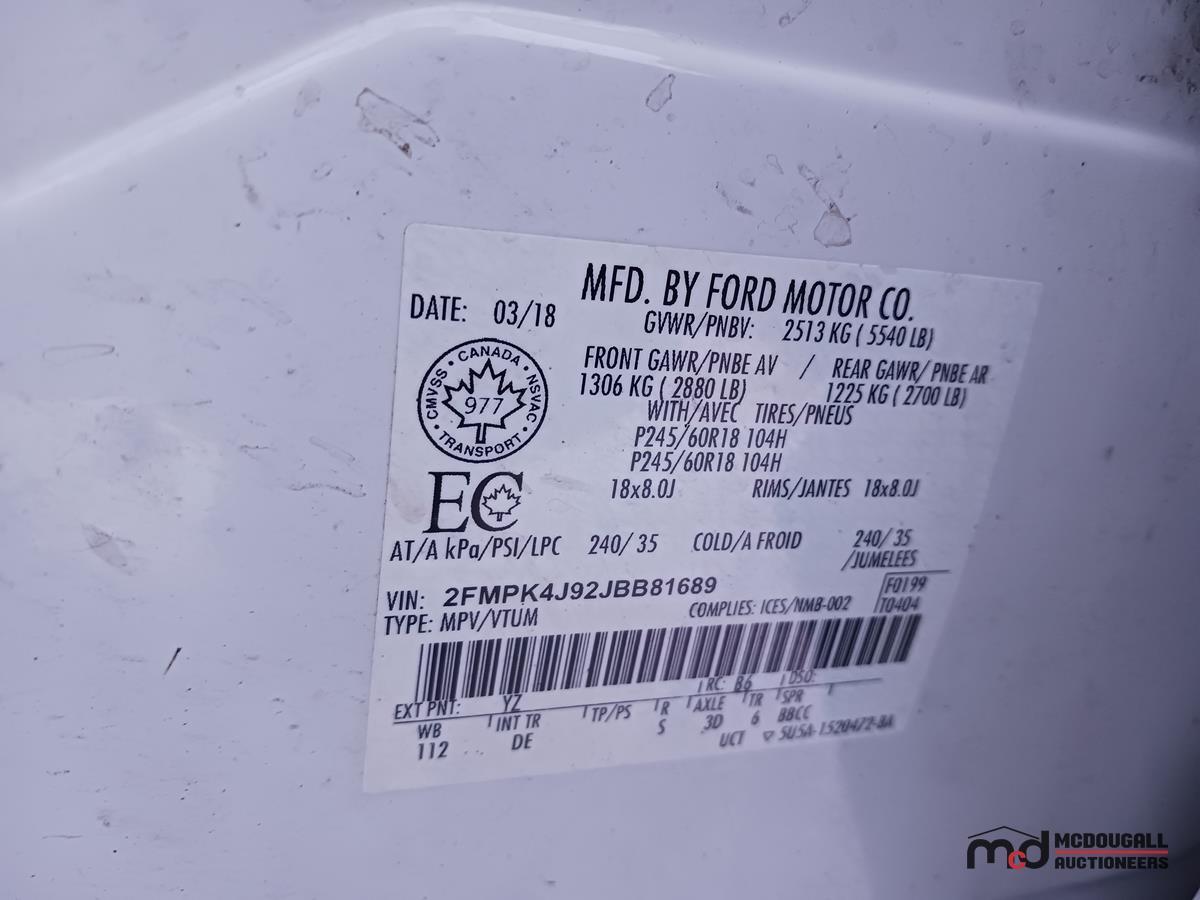 MFD. BY FORD MOTOR CO.
DATE: 03/18
GVWR/PNBV: 2513 KG ( 5540 LB)
FRONT GAWR/PNBE AV / REAR GAWR/ PNBE AR
1306 KG ( 2880 LB) 1225 KG ( 2700 LB)
WITH/AVEC TIRES/PNEUS
P245/60R18 104H
P245/60R18 104H
18x8.0J RIMS/JANTES 18x8.0J
CANADA
CMVSS 977 NSVAC
TRANSPORT
EC
AT/A kPa/PSI/LPC 240/ 35 COLD/A FROID 240/ 35
/JUMELEES
VIN: 2FMPK4J92JBB81689
F0199
TYPE: MPV/VTUM COMPLIES: ICES/NMB-002 T0404
EXT PNT: YZ RC: B6 DSO:
WB INT TR TP/PS R AXLE TR SPR
112 DE S 3D 6 BBCC
UCT 5U5A-1520472-BA
mcd MCDOUGALL
AUCTIONEERS